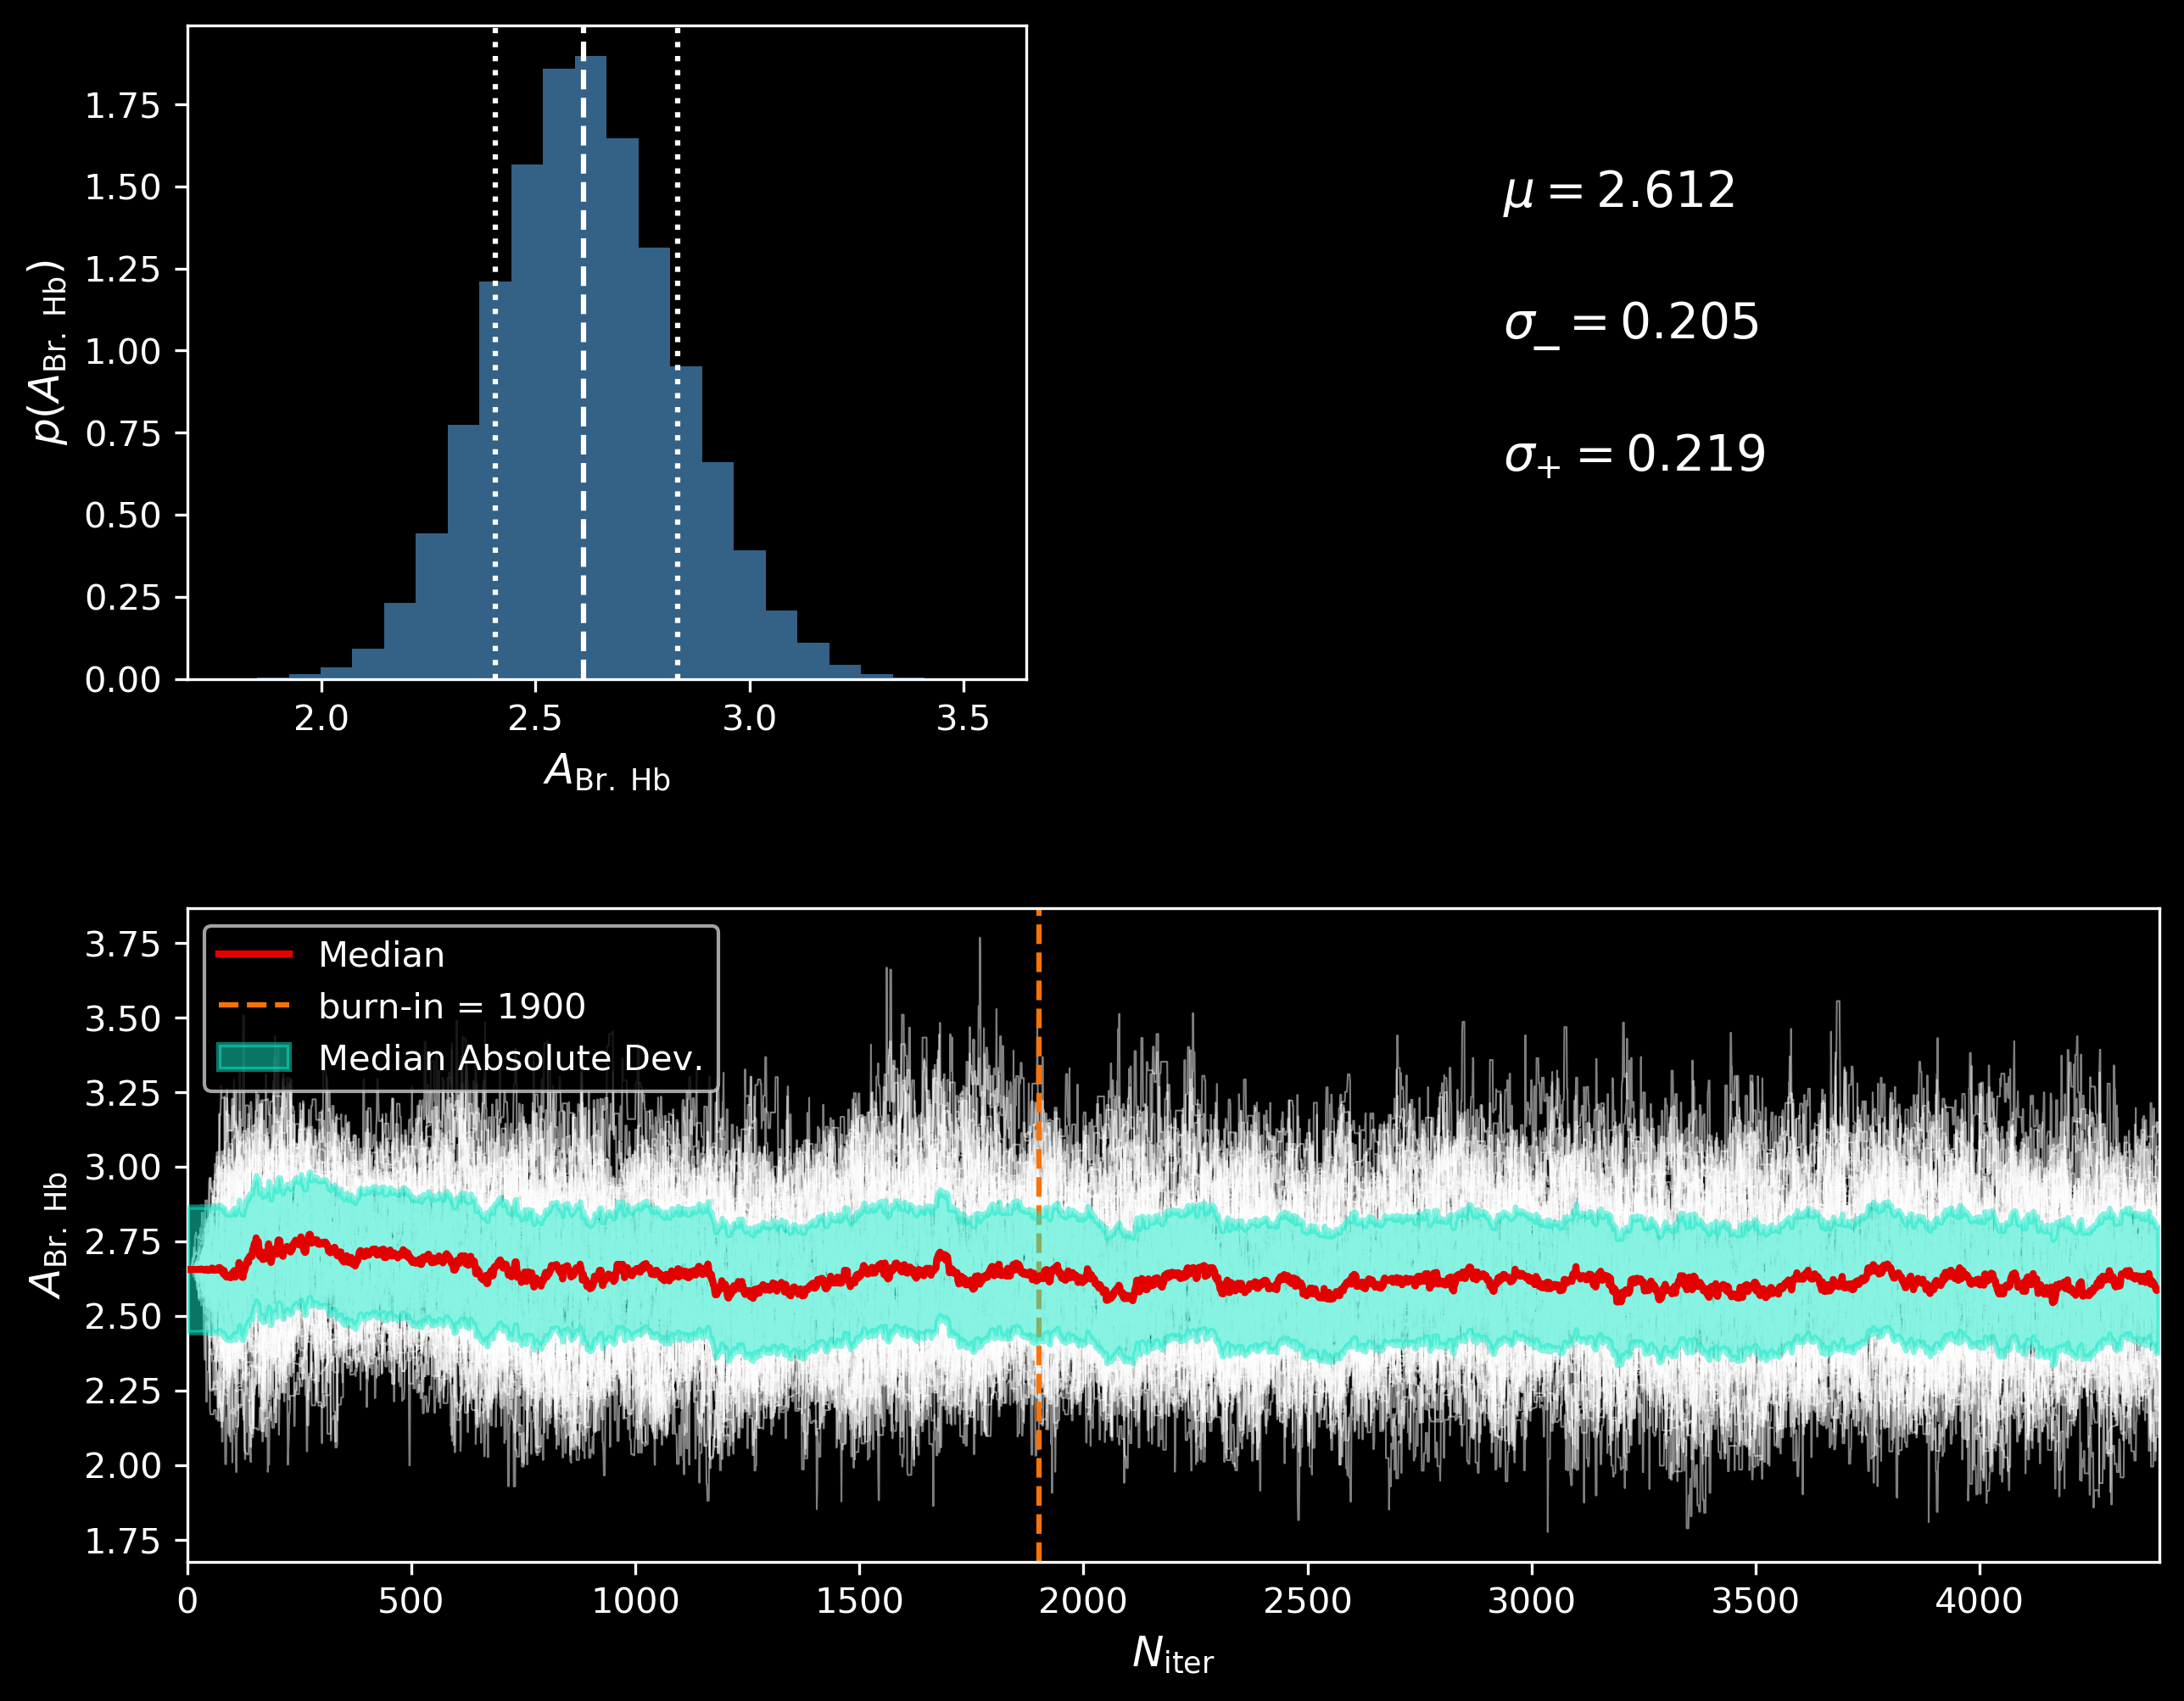 p(A_Br. Hb)
1.75
1.50
1.25
1.00
0.75
0.50
0.25
0.00
2.0 2.5 3.0 3.5
A_Br. Hb
μ = 2.612
σ_− = 0.205
σ_+ = 0.219
A_Br. Hb
3.75
3.50
3.25
3.00
2.75
2.50
2.25
2.00
1.75
Median
burn-in = 1900
Median Absolute Dev.
0 500 1000 1500 2000 2500 3000 3500 4000
N_iter